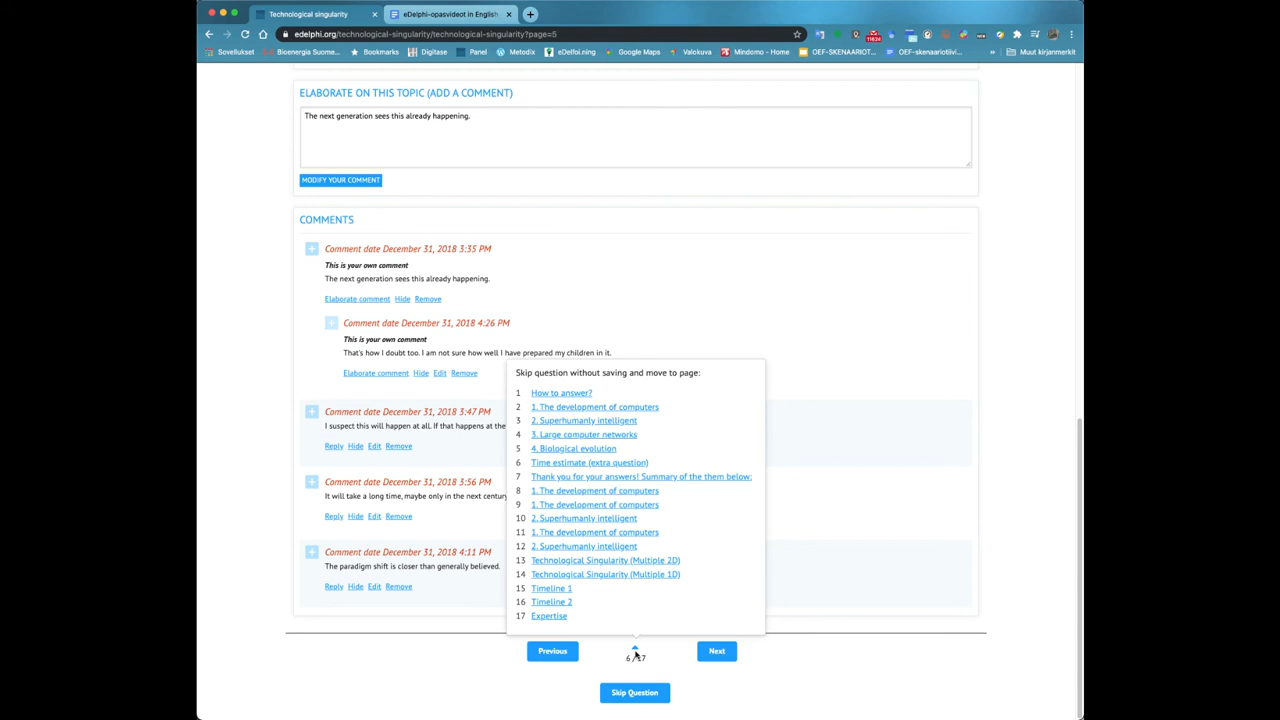 Technological singularity
eDelphi-opasvideot in English
edelphi.org/technological-singularity/technological-singularity?page=5
11624
Sovellukset
Bioenergia Suome...
Bookmarks
Digitase
Panel
Metodix
eDelfoi.ning
Google Maps
Valokuva
Mindomo - Home
OEF-SKENAARIOT...
OEF-skenaariotiivi...
»
Muut kirjanmerkit
ELABORATE ON THIS TOPIC (ADD A COMMENT)
The next generation sees this already happening.
MODIFY YOUR COMMENT
COMMENTS
Comment date December 31, 2018 3:35 PM
This is your own comment
The next generation sees this already happening.
Elaborate comment Hide Remove
Comment date December 31, 2018 4:26 PM
This is your own comment
That's how I doubt too. I am not sure how well I have prepared my children in it.
Elaborate comment Hide Edit Remove
Comment date December 31, 2018 3:47 PM
I suspect this will happen at all. If that happens at the
Reply Hide Edit Remove
Comment date December 31, 2018 3:56 PM
It will take a long time, maybe only in the next century
Reply Hide Edit Remove
Comment date December 31, 2018 4:11 PM
The paradigm shift is closer than generally believed.
Reply Hide Edit Remove
Skip question without saving and move to page:
1 How to answer?
2 1. The development of computers
3 2. Superhumanly intelligent
4 3. Large computer networks
5 4. Biological evolution
6 Time estimate (extra question)
7 Thank you for your answers! Summary of the them below:
8 1. The development of computers
9 1. The development of computers
10 2. Superhumanly intelligent
11 1. The development of computers
12 2. Superhumanly intelligent
13 Technological Singularity (Multiple 2D)
14 Technological Singularity (Multiple 1D)
15 Timeline 1
16 Timeline 2
17 Expertise
Previous
6 / 17
Next
Skip Question